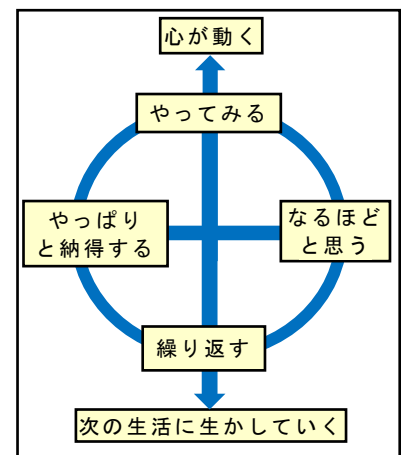 心が動く
やってみる
やっぱり
と納得する
なるほど
と思う
繰り返す
次の生活に生かしていく